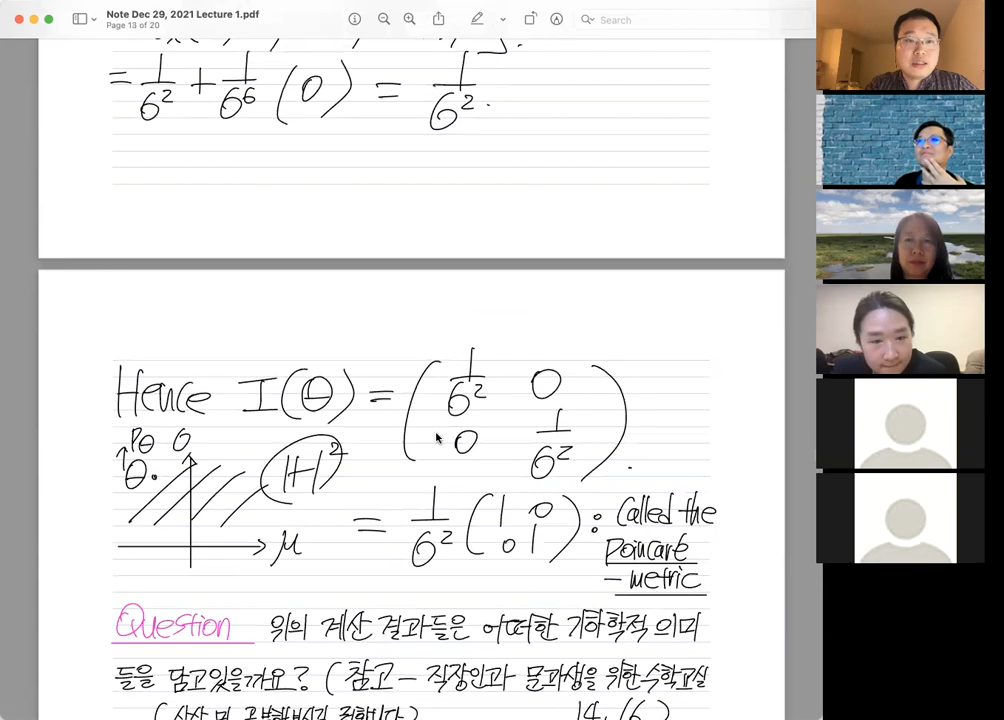 Note Dec 29, 2021 Lecture 1.pdf
Page 13 of 20
Search
= 1/σ² + 1/σ⁶ (0) = 1/σ².
Hence I(θ) = ( 1/σ² 0
0 1/σ² ).
Pθ σ
↑
θ. ℍ²
μ
= 1/σ² ( 1 0
0 1 ) : called the
Poincaré
- metric
Question 위의 계산 결과들은 어떠한 기하학적 의미
들을 담고있을까요? ( 참고 - 직장인과 문과생을 위한 수학교실